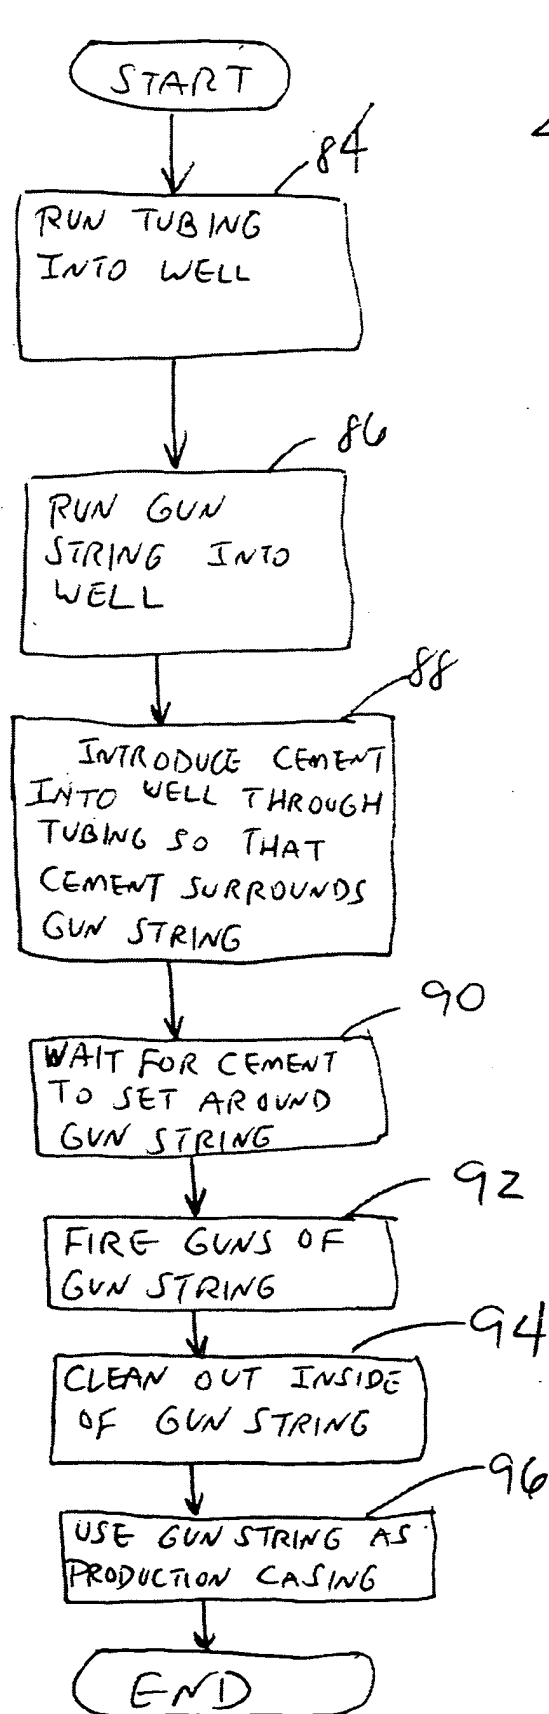 START
84
RUN TUBING
INTO WELL
86
RUN GUN
STRING INTO
WELL
88
INTRODUCE CEMENT
INTO WELL THROUGH
TUBING SO THAT
CEMENT SURROUNDS
GUN STRING
90
WAIT FOR CEMENT
TO SET AROUND
GUN STRING
92
FIRE GUNS OF
GUN STRING
94
CLEAN OUT INSIDE
OF GUN STRING
96
USE GUN STRING AS
PRODUCTION CASING
END